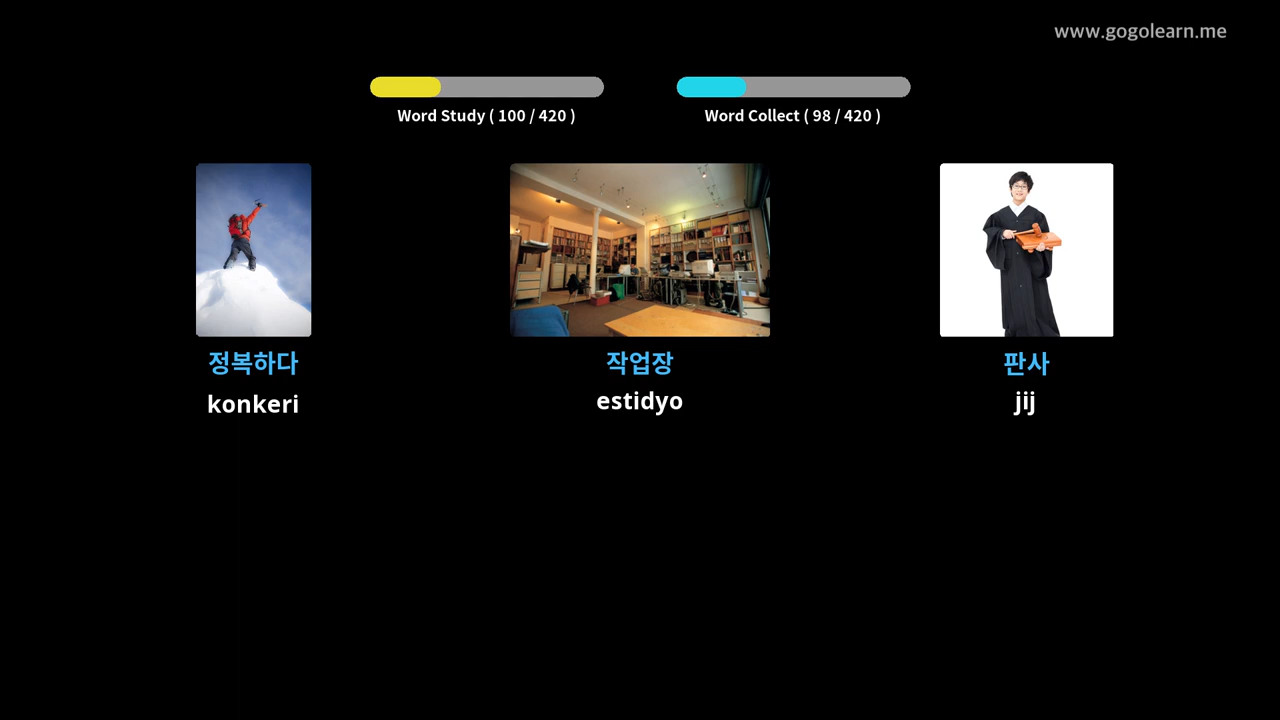 www.gogolearn.me
Word Study ( 100 / 420 )
Word Collect ( 98 / 420 )
정복하다
konkeri
작업장
estidyo
판사
jij